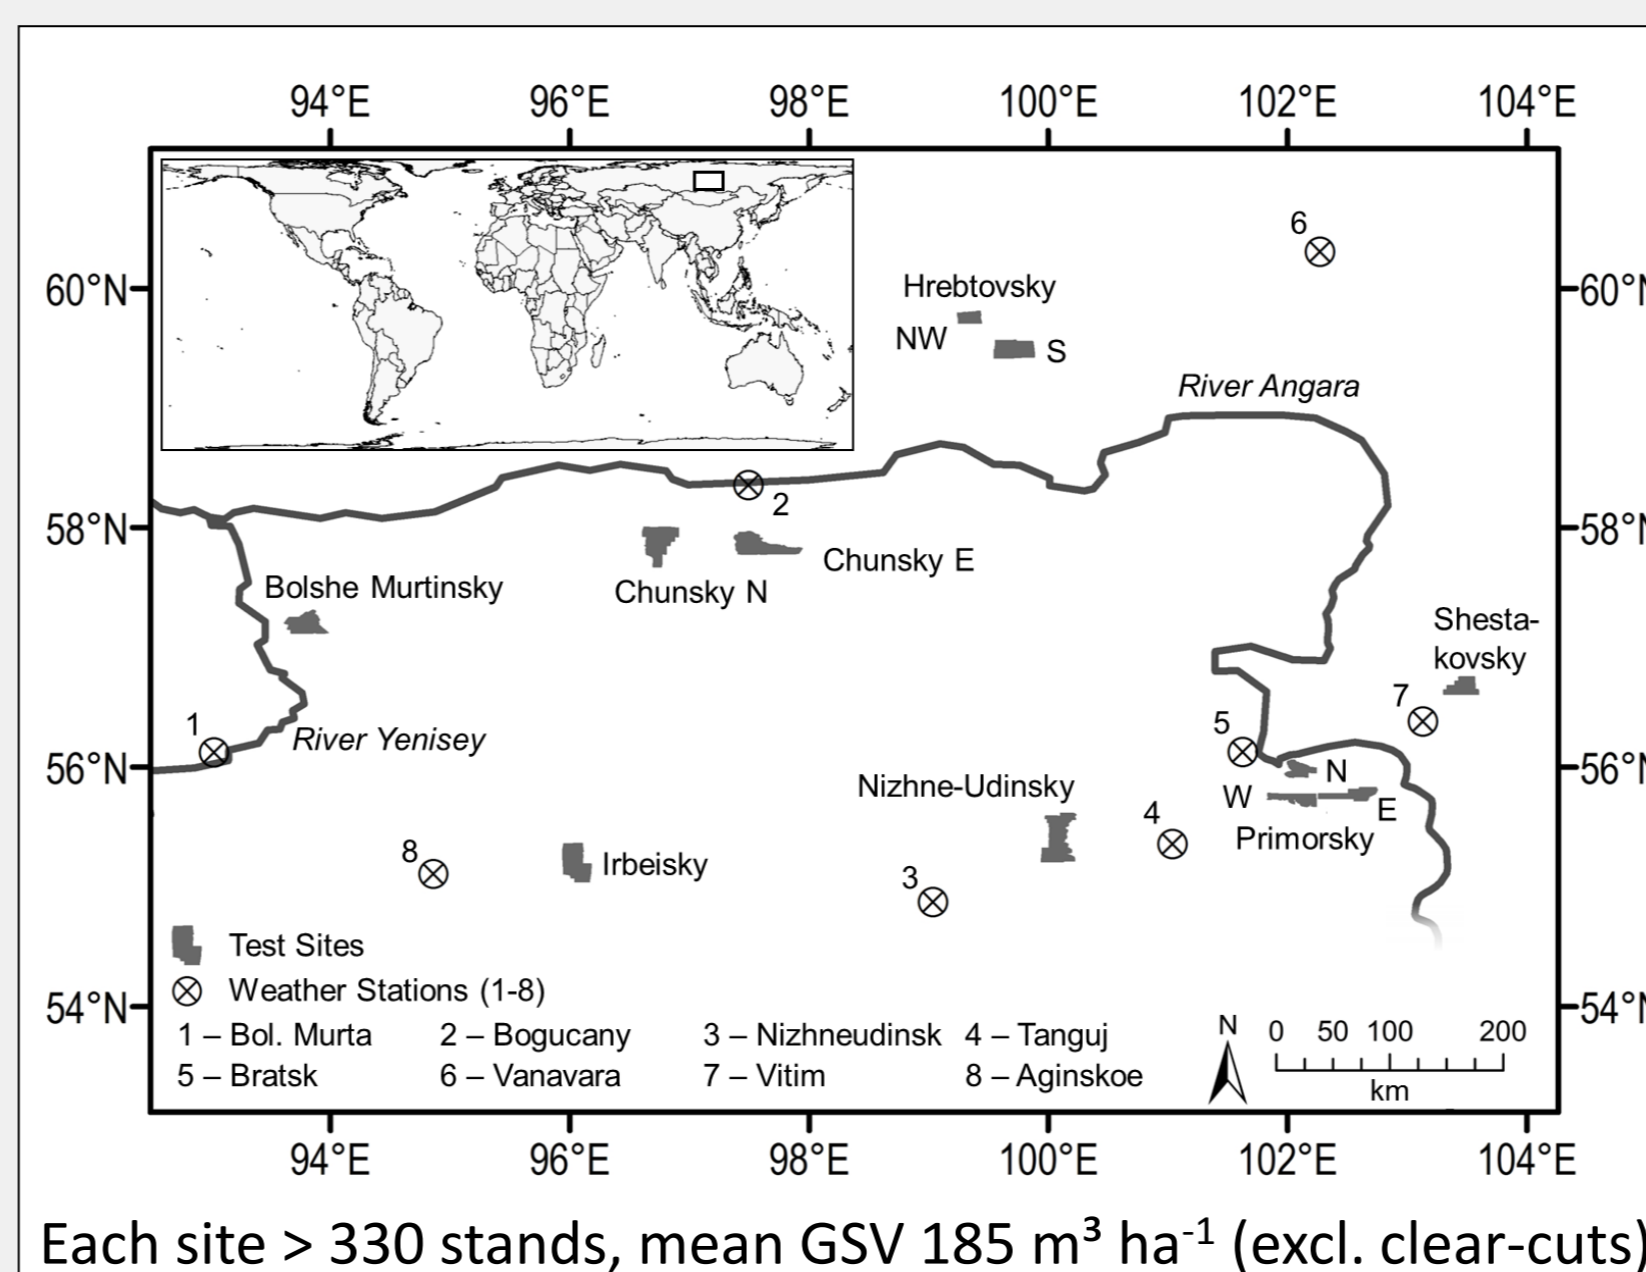 94°E 96°E 98°E 100°E 102°E 104°E
6
60°N 60°N
Hrebtovsky
NW S
River Angara
2
58°N 58°N
Chunsky E
Bolshe Murtinsky
Chunsky N
Shesta-
kovsky
7
1 5
River Yenisey
56°N 56°N
N
Nizhne-Udinsky
W E
4
Primorsky
8
Irbeisky
3
Test Sites
Weather Stations (1-8)
54°N 54°N
1 – Bol. Murta 2 – Bogucany 3 – Nizhneudinsk 4 – Tanguj
5 – Bratsk 6 – Vanavara 7 – Vitim 8 – Aginskoe
N 0 50 100 200
km
94°E 96°E 98°E 100°E 102°E 104°E
Each site > 330 stands, mean GSV 185 m³ ha⁻¹ (excl. clear-cuts)